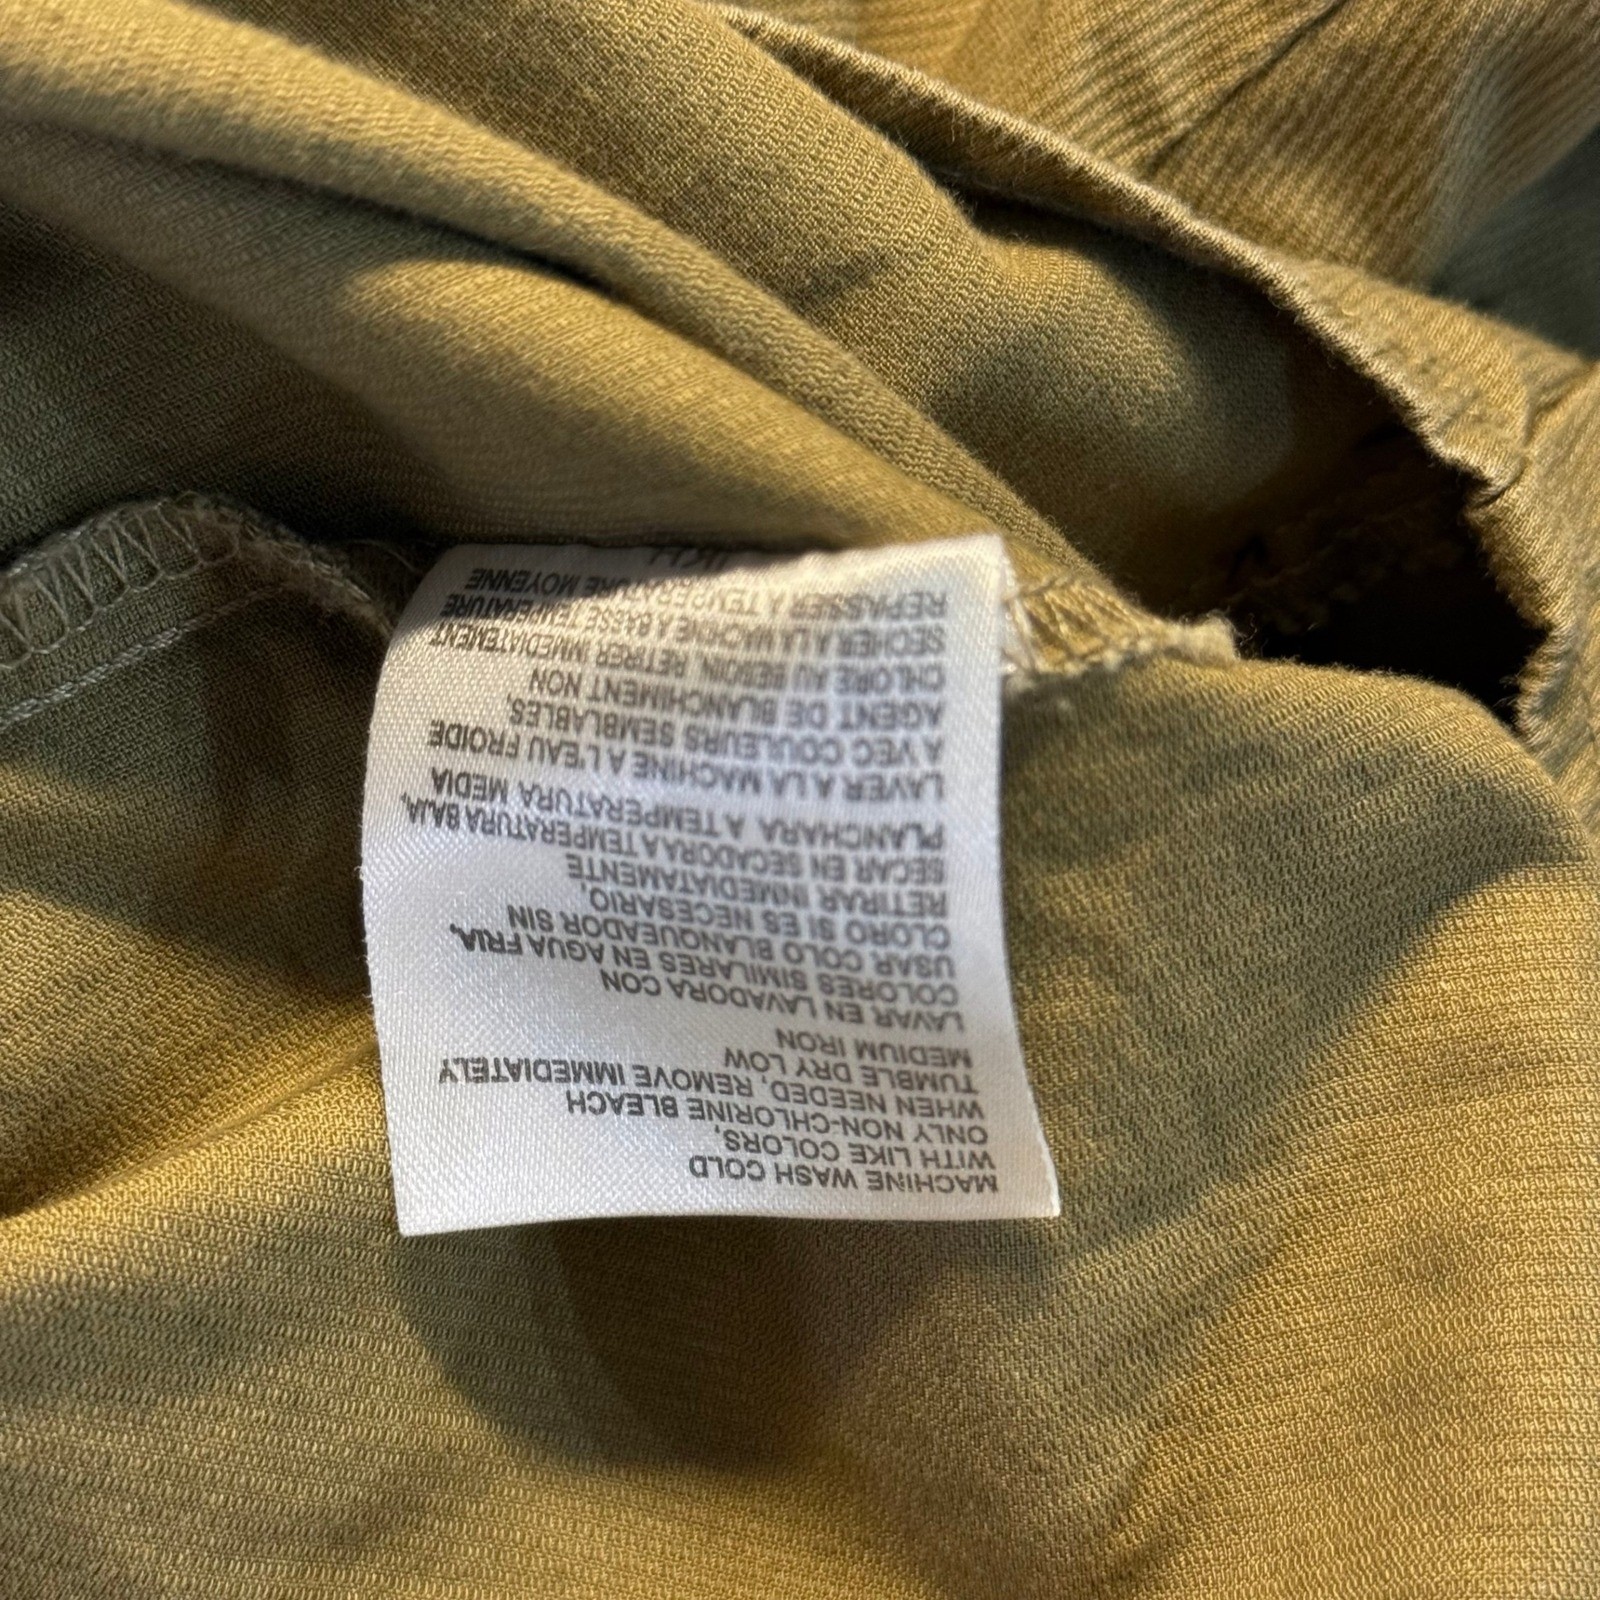 MACHINE WASH COLD
WITH LIKE COLORS,
ONLY NON-CHLORINE BLEACH
WHEN NEEDED, REMOVE IMMEDIATELY
TUMBLE DRY LOW
MEDIUM IRON
LAVAR EN LAVADORA CON
COLORES SIMILARES EN AGUA FRIA,
USAR COLO BLANQUEADOR SIN
CLORO SI ES NECESARIO,
RETIRAR INMEDIATAMENTE
SECAR EN SECADORA A TEMPERATURA BAJA,
PLANCHARA A TEMPERATURA MEDIA
LAVER A LA MACHINE A L'EAU FROIDE
AVEC COULEURS SEMBLABLES,
AGENT DE BLANCHIMENT NON
CHLORE AU BESOIN, RETIRER IMMEDIATEMENT
SECHER A LA MACHINE A BASSE TEMPERATURE
REPASSER A TEMPERATURE MOYENNE